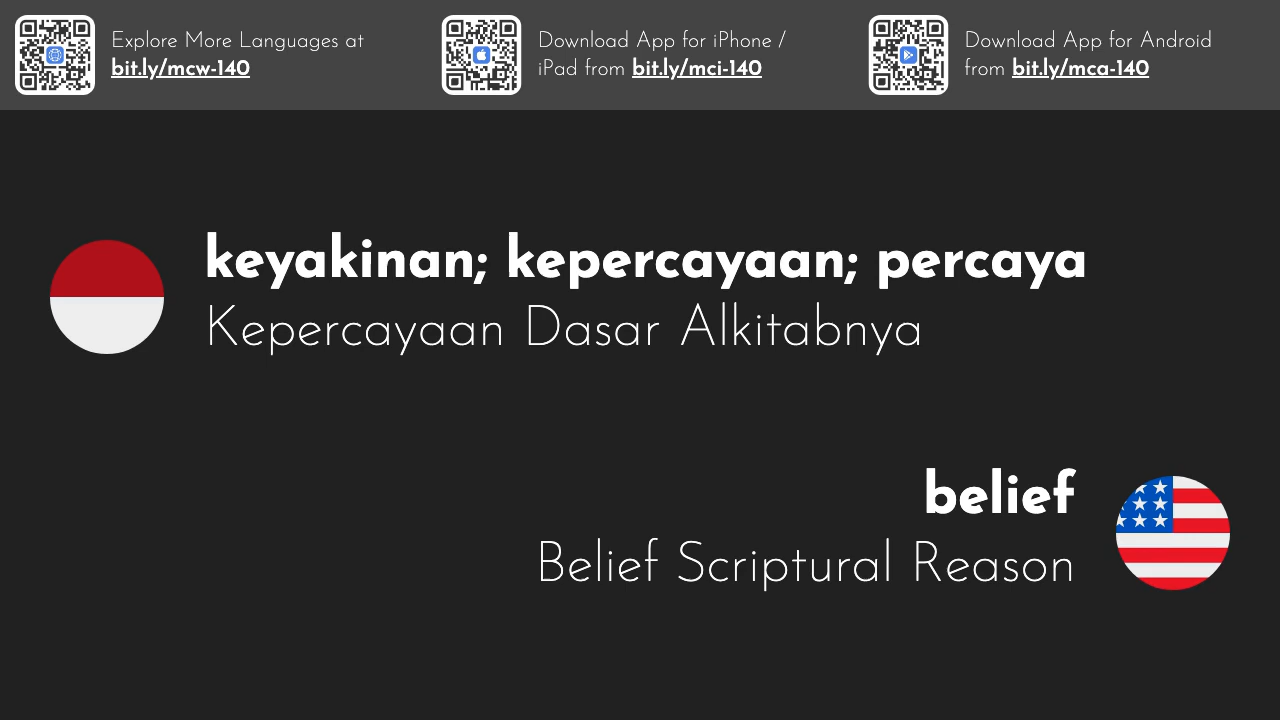 Explore More Languages at
bit.ly/mcw-140
Download App for iPhone /
iPad from bit.ly/mci-140
Download App for Android
from bit.ly/mca-140
keyakinan; kepercayaan; percaya
Kepercayaan Dasar Alkitabnya
belief
Belief Scriptural Reason